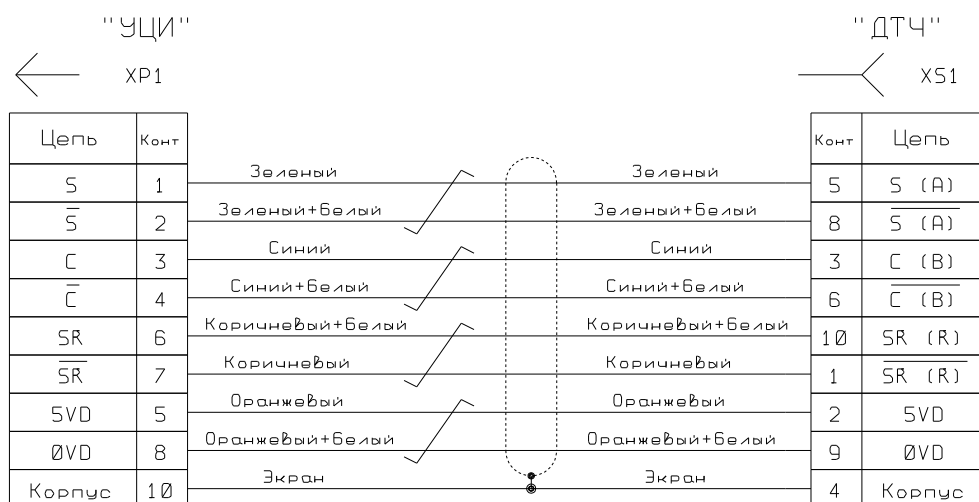 "УЦИ" "ДТЧ"
XP1 XS1
Цепь Конт Конт Цепь
S 1 Зеленый Зеленый 5 S (A)
S̅ 2 Зеленый+белый Зеленый+белый 8 S̅ ̅(̅A̅)̅
C 3 Синий Синий 3 C (B)
C̅ 4 Синий+белый Синий+белый 6 C̅ ̅(̅B̅)̅
SR 6 Коричневый+белый Коричневый+белый 10 SR (R)
S̅R̅ 7 Коричневый Коричневый 1 S̅R̅ ̅(̅R̅)̅
5VD 5 Оранжевый Оранжевый 2 5VD
0VD 8 Оранжевый+белый Оранжевый+белый 9 0VD
Корпус 10 Экран Экран 4 Корпус